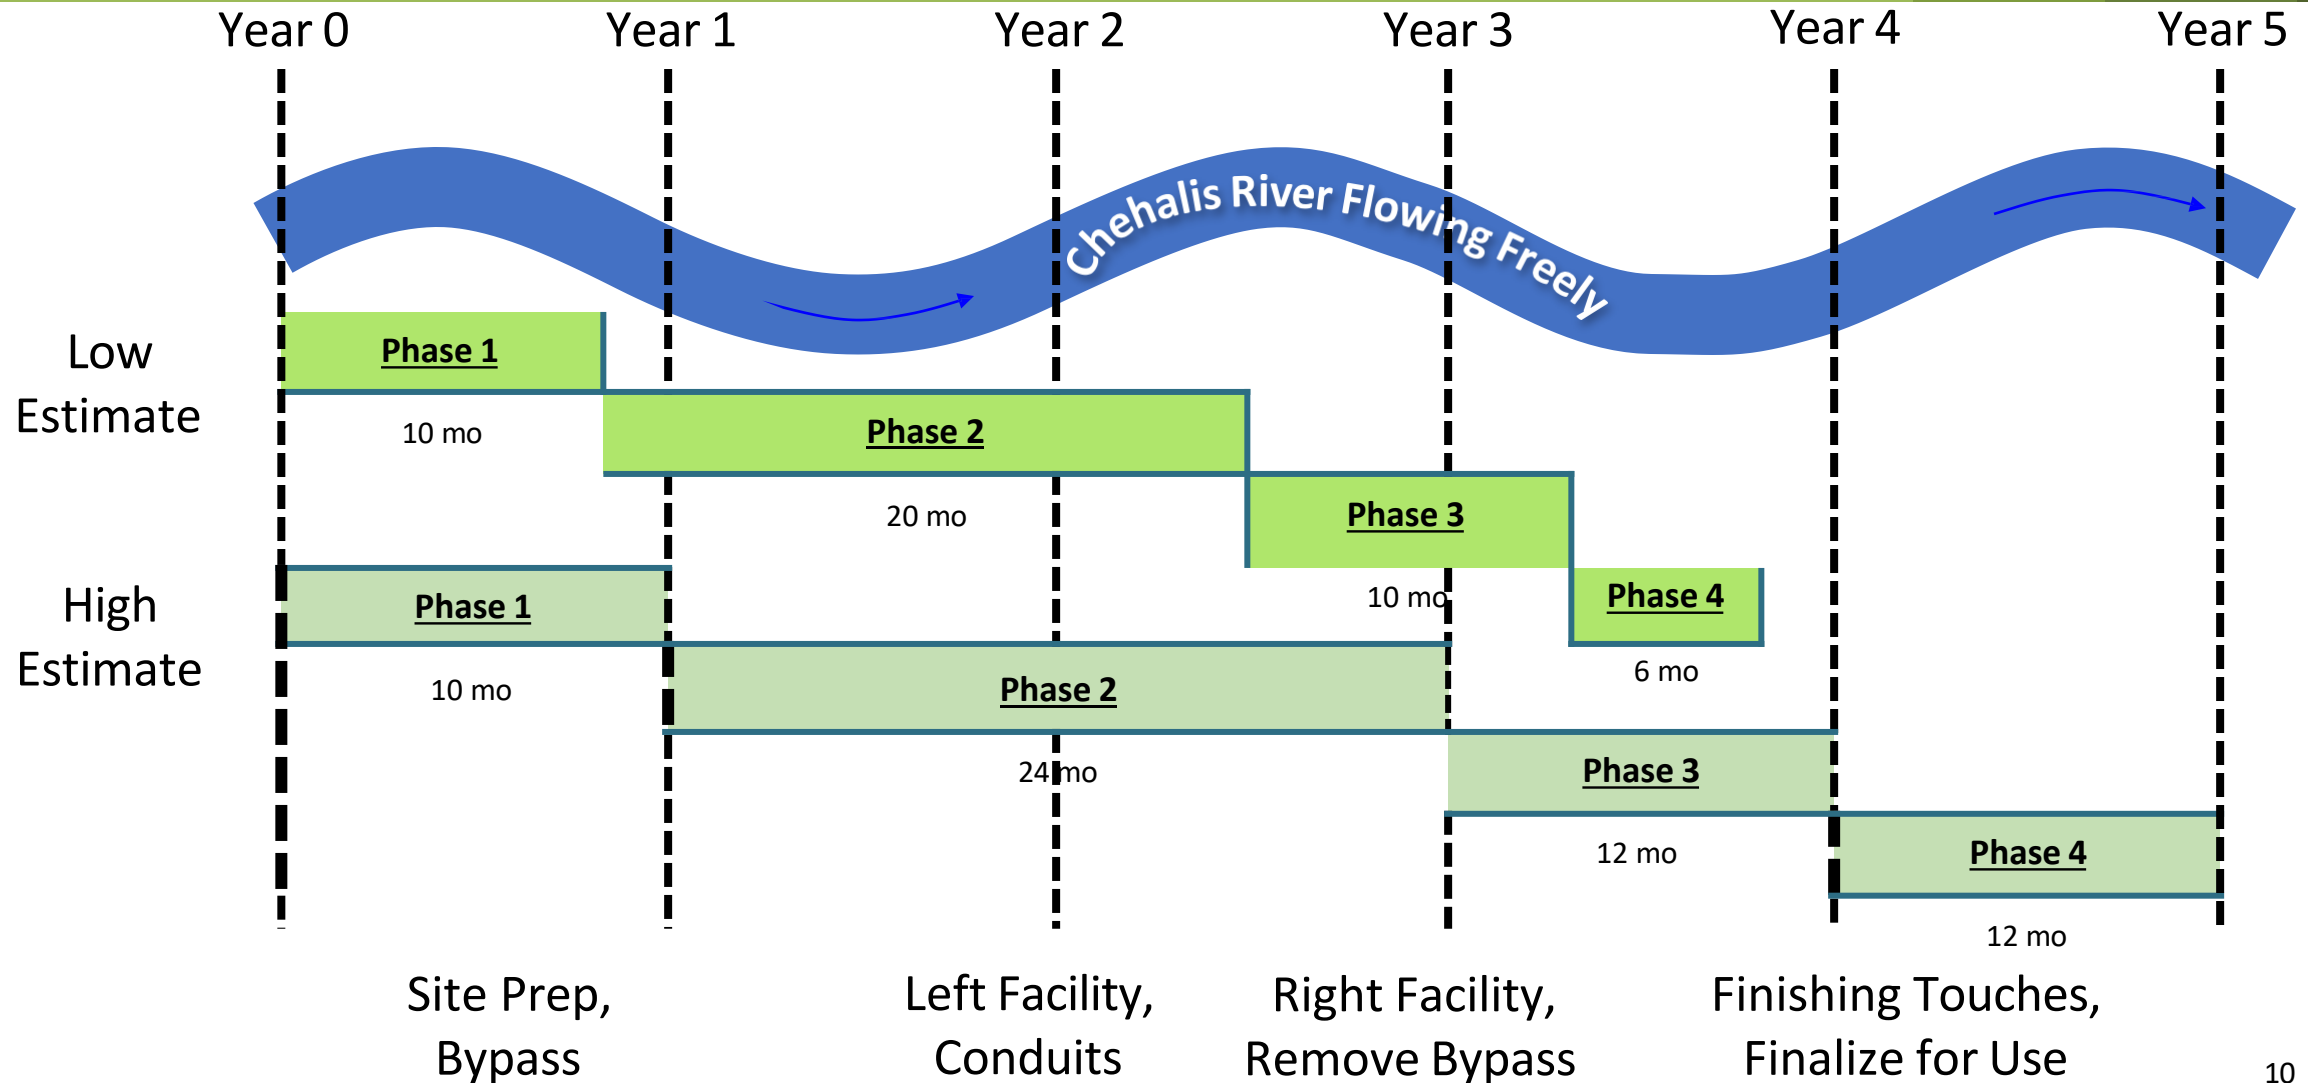 Year 0
Year 1
Year 2
Year 3
Year 4
Year 5
Chehalis River Flowing Freely
Low
Estimate
Phase 1
10 mo
Phase 2
20 mo
Phase 3
10 mo
Phase 4
6 mo
High
Estimate
Phase 1
10 mo
Phase 2
24 mo
Phase 3
12 mo
Phase 4
12 mo
Site Prep,
Bypass
Left Facility,
Conduits
Right Facility,
Remove Bypass
Finishing Touches,
Finalize for Use
10